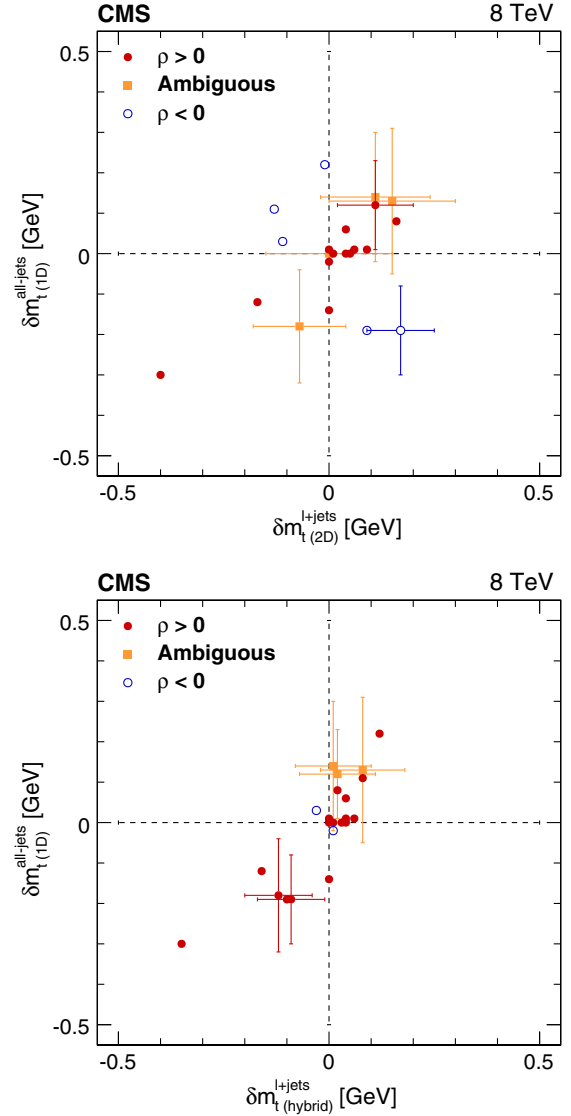 CMS 8 TeV
0.5
ρ > 0
Ambiguous
ρ < 0
0
-0.5
-0.5 0 0.5
δm_t (1D)^all-jets [GeV]
δm_t (2D)^l+jets [GeV]
CMS 8 TeV
0.5
ρ > 0
Ambiguous
ρ < 0
0
-0.5
-0.5 0 0.5
δm_t (1D)^all-jets [GeV]
δm_t (hybrid)^l+jets [GeV]